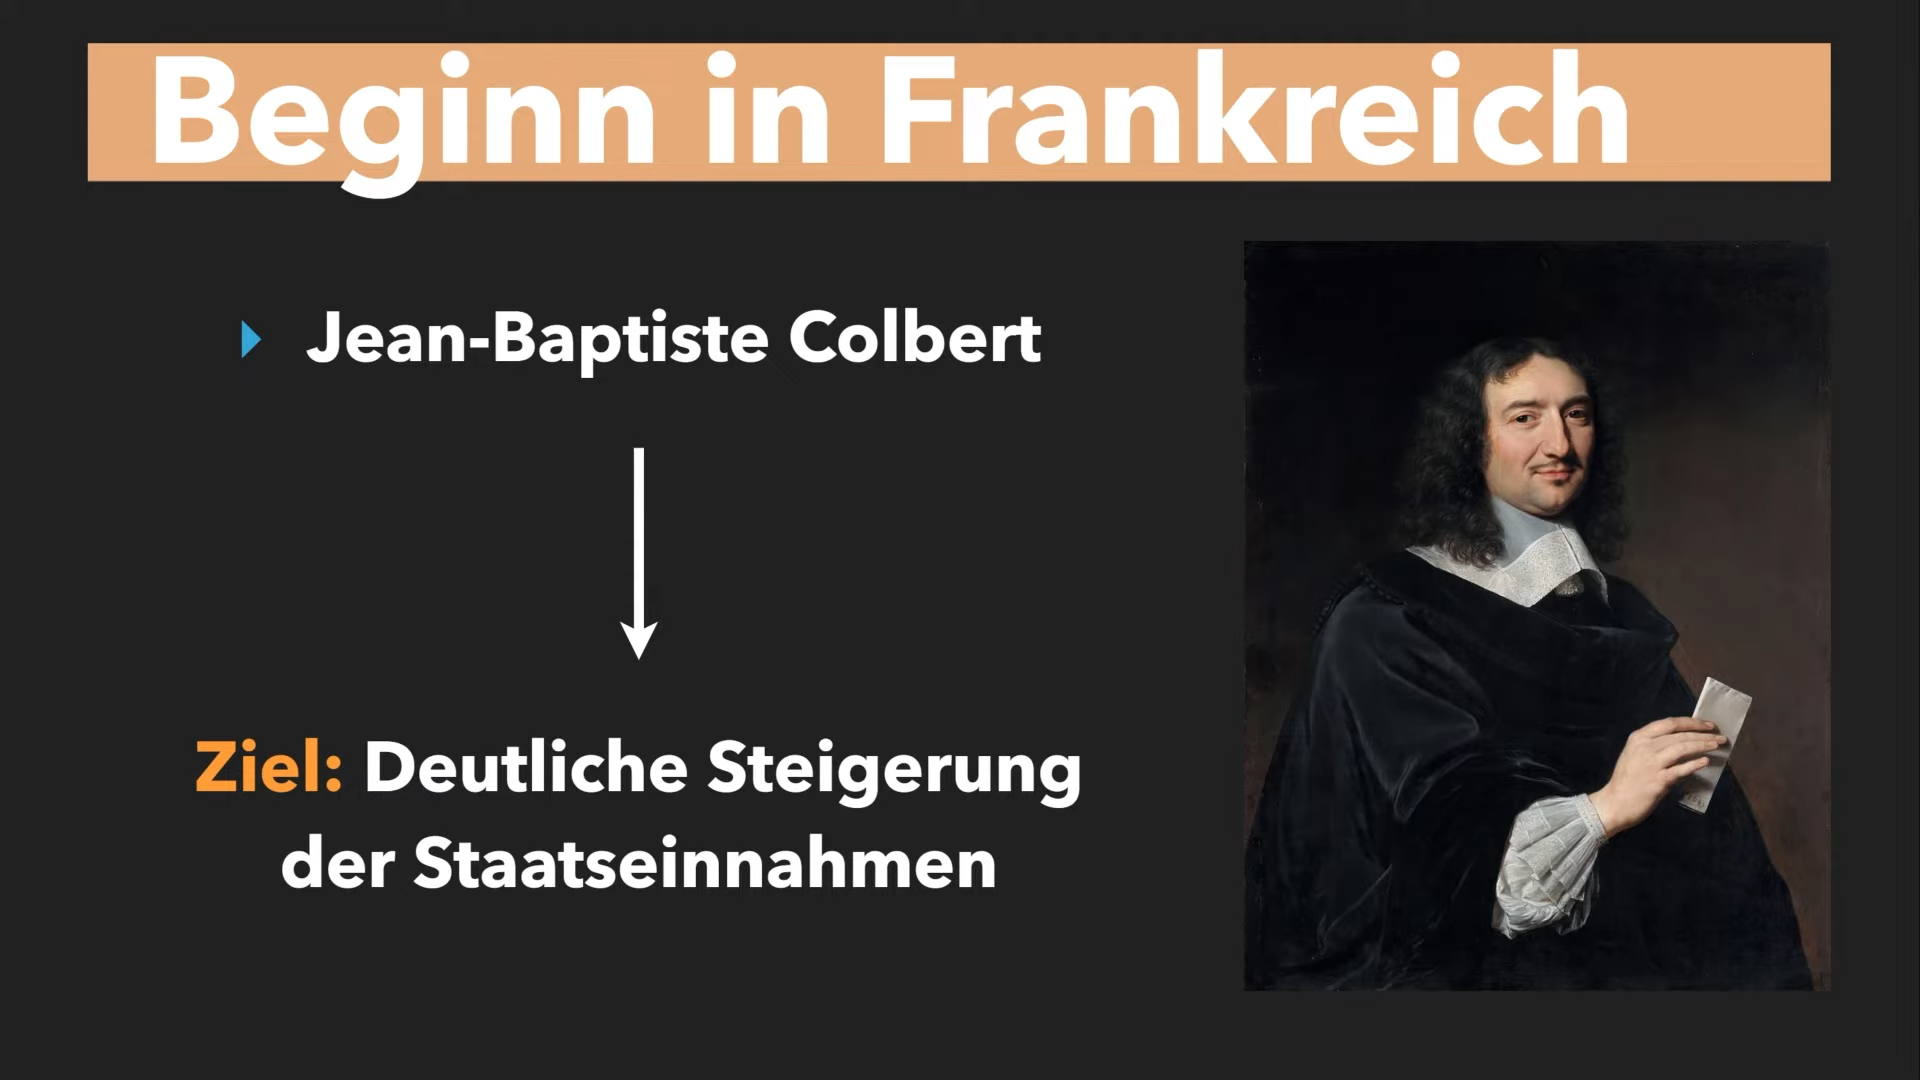 Beginn in Frankreich
Jean-Baptiste Colbert
Ziel: Deutliche Steigerung
der Staatseinnahmen